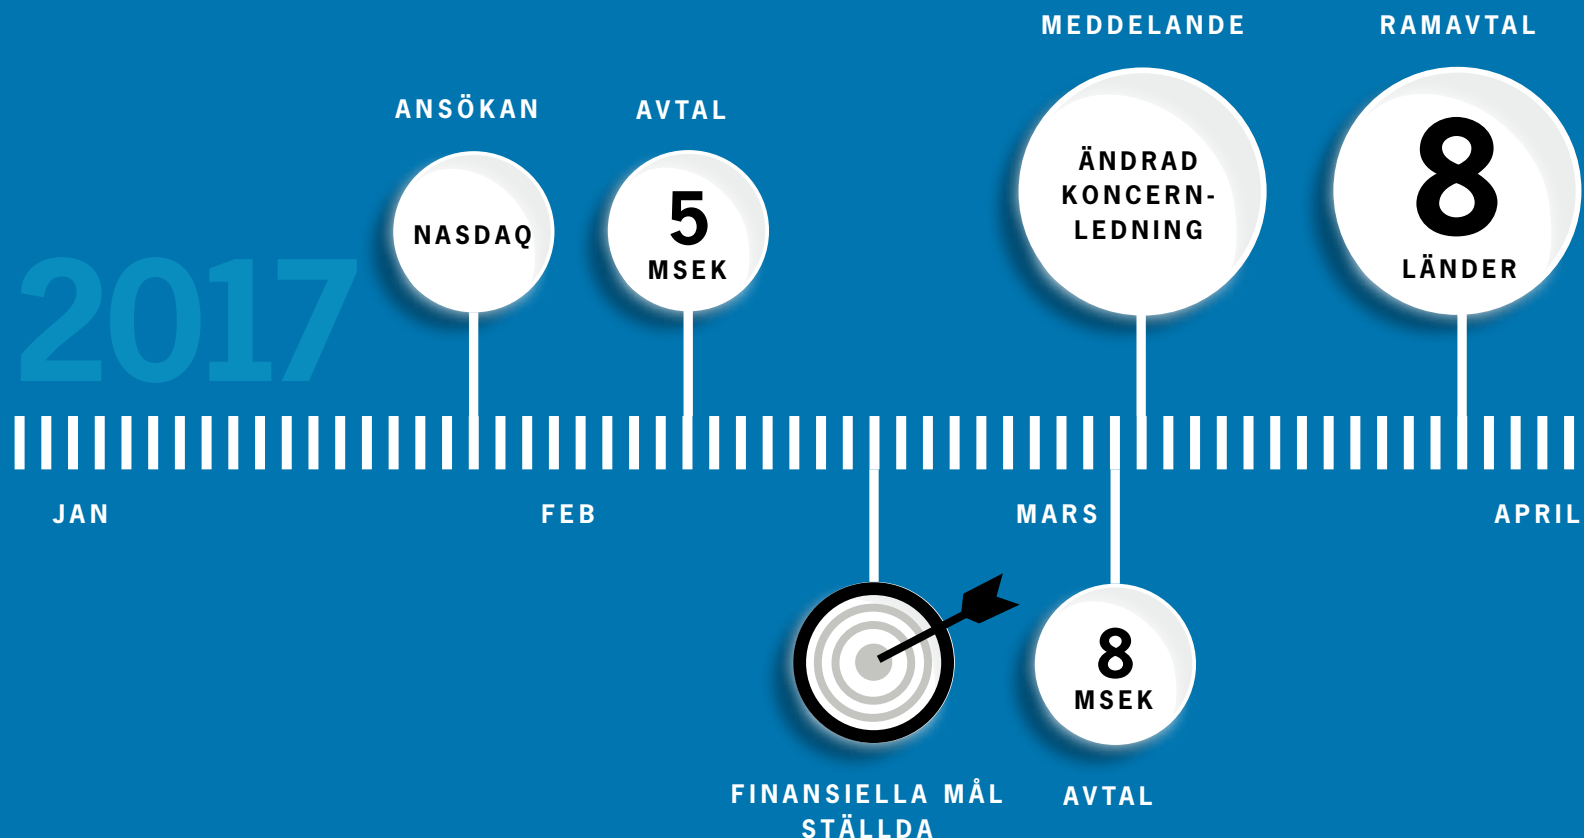 MEDDELANDE
RAMAVTAL
ANSÖKAN
AVTAL
ÄNDRAD
KONCERN-
LEDNING
8
LÄNDER
NASDAQ
5
MSEK
2017
JAN
FEB
MARS
APRIL
8
MSEK
FINANSIELLA MÅL
STÄLLDA
AVTAL